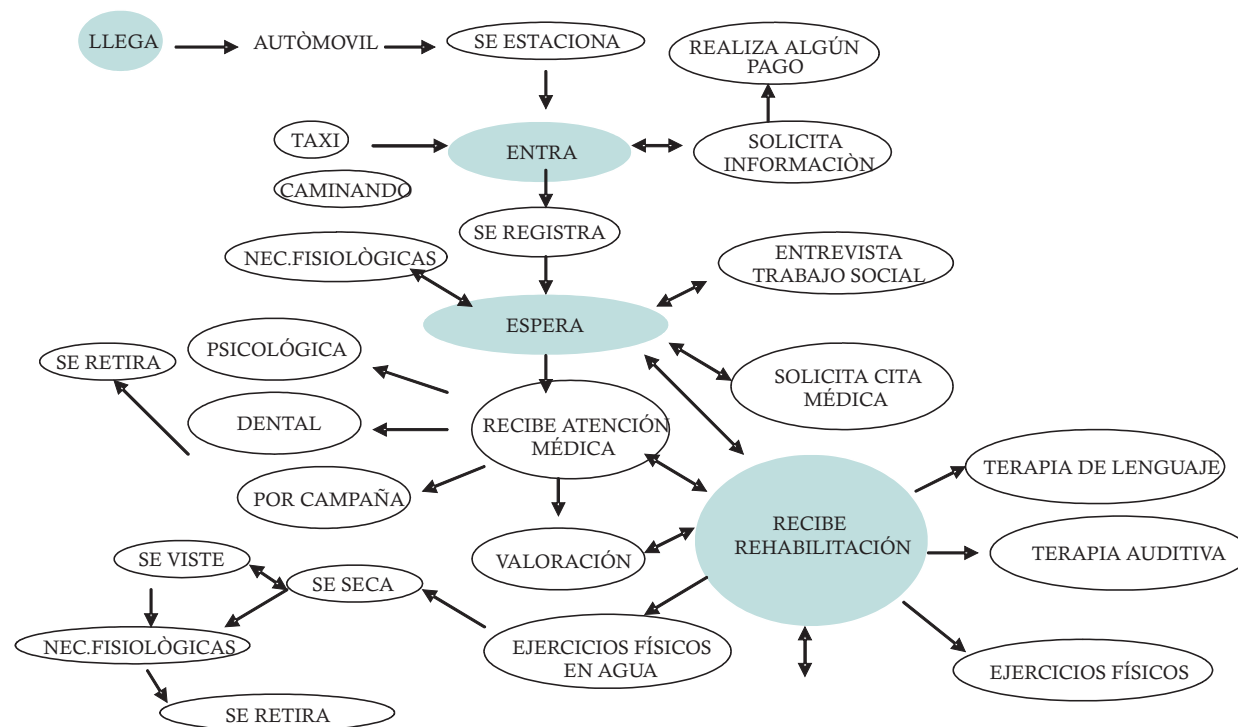 LLEGA
AUTÒMOVIL
SE ESTACIONA
REALIZA ALGÚN
PAGO
TAXI
ENTRA
SOLICITA
INFORMACIÒN
CAMINANDO
SE REGISTRA
NEC.FISIOLÒGICAS
ENTREVISTA
TRABAJO SOCIAL
ESPERA
PSICOLÓGICA
SE RETIRA
SOLICITA CITA
MÉDICA
DENTAL
RECIBE ATENCIÓN
MÉDICA
TERAPIA DE LENGUAJE
POR CAMPAÑA
RECIBE
REHABILITACIÓN
VALORACIÓN
TERAPIA AUDITIVA
SE VISTE
SE SECA
NEC.FISIOLÒGICAS
EJERCICIOS FÍSICOS
EN AGUA
EJERCICIOS FÍSICOS
SE RETIRA